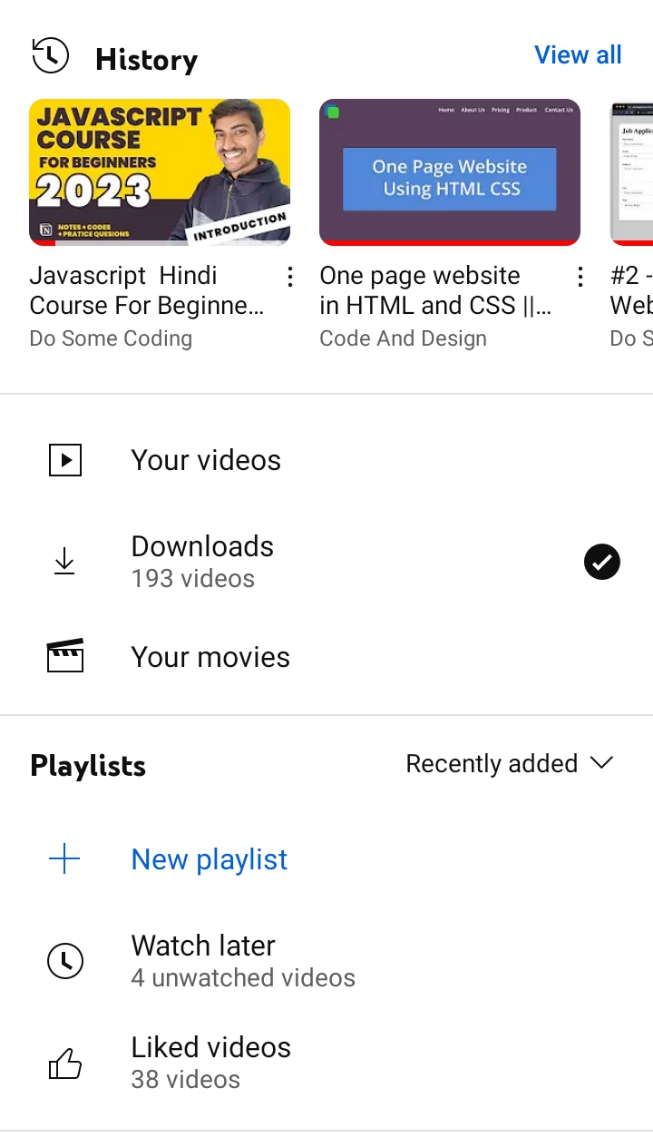 History
View all
JAVASCRIPT
COURSE
FOR BEGINNERS
2023
NOTES + CODES
+ PRATICE QUESIONS
INTRODUCTION
Home About Us Pricing Product Contact Us
One Page Website
Using HTML CSS
Job Applic
Javascript Hindi
Course For Beginne...
Do Some Coding
One page website
in HTML and CSS ||...
Code And Design
#2 -
Web
Do S
Your videos
Downloads
193 videos
Your movies
Playlists
Recently added
New playlist
Watch later
4 unwatched videos
Liked videos
38 videos